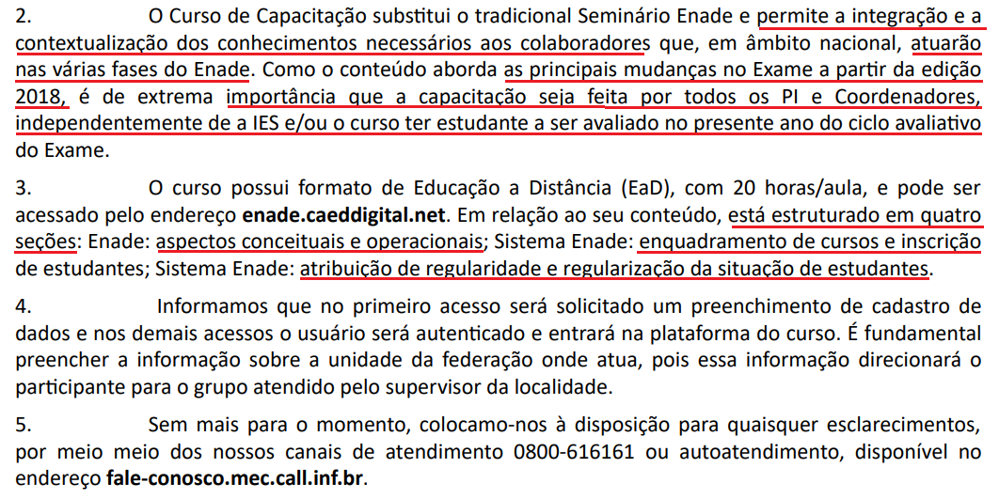 2. O Curso de Capacitação substitui o tradicional Seminário Enade e permite a integração e a
contextualização dos conhecimentos necessários aos colaboradores que, em âmbito nacional, atuarão
nas várias fases do Enade. Como o conteúdo aborda as principais mudanças no Exame a partir da edição
2018, é de extrema importância que a capacitação seja feita por todos os PI e Coordenadores,
independentemente de a IES e/ou o curso ter estudante a ser avaliado no presente ano do ciclo avaliativo
do Exame.
3. O curso possui formato de Educação a Distância (EaD), com 20 horas/aula, e pode ser
acessado pelo endereço enade.caeddigital.net. Em relação ao seu conteúdo, está estruturado em quatro
seções: Enade: aspectos conceituais e operacionais; Sistema Enade: enquadramento de cursos e inscrição
de estudantes; Sistema Enade: atribuição de regularidade e regularização da situação de estudantes.
4. Informamos que no primeiro acesso será solicitado um preenchimento de cadastro de
dados e nos demais acessos o usuário será autenticado e entrará na plataforma do curso. É fundamental
preencher a informação sobre a unidade da federação onde atua, pois essa informação direcionará o
participante para o grupo atendido pelo supervisor da localidade.
5. Sem mais para o momento, colocamo-nos à disposição para quaisquer esclarecimentos,
por meio meio dos nossos canais de atendimento 0800-616161 ou autoatendimento, disponível no
endereço fale-conosco.mec.call.inf.br.